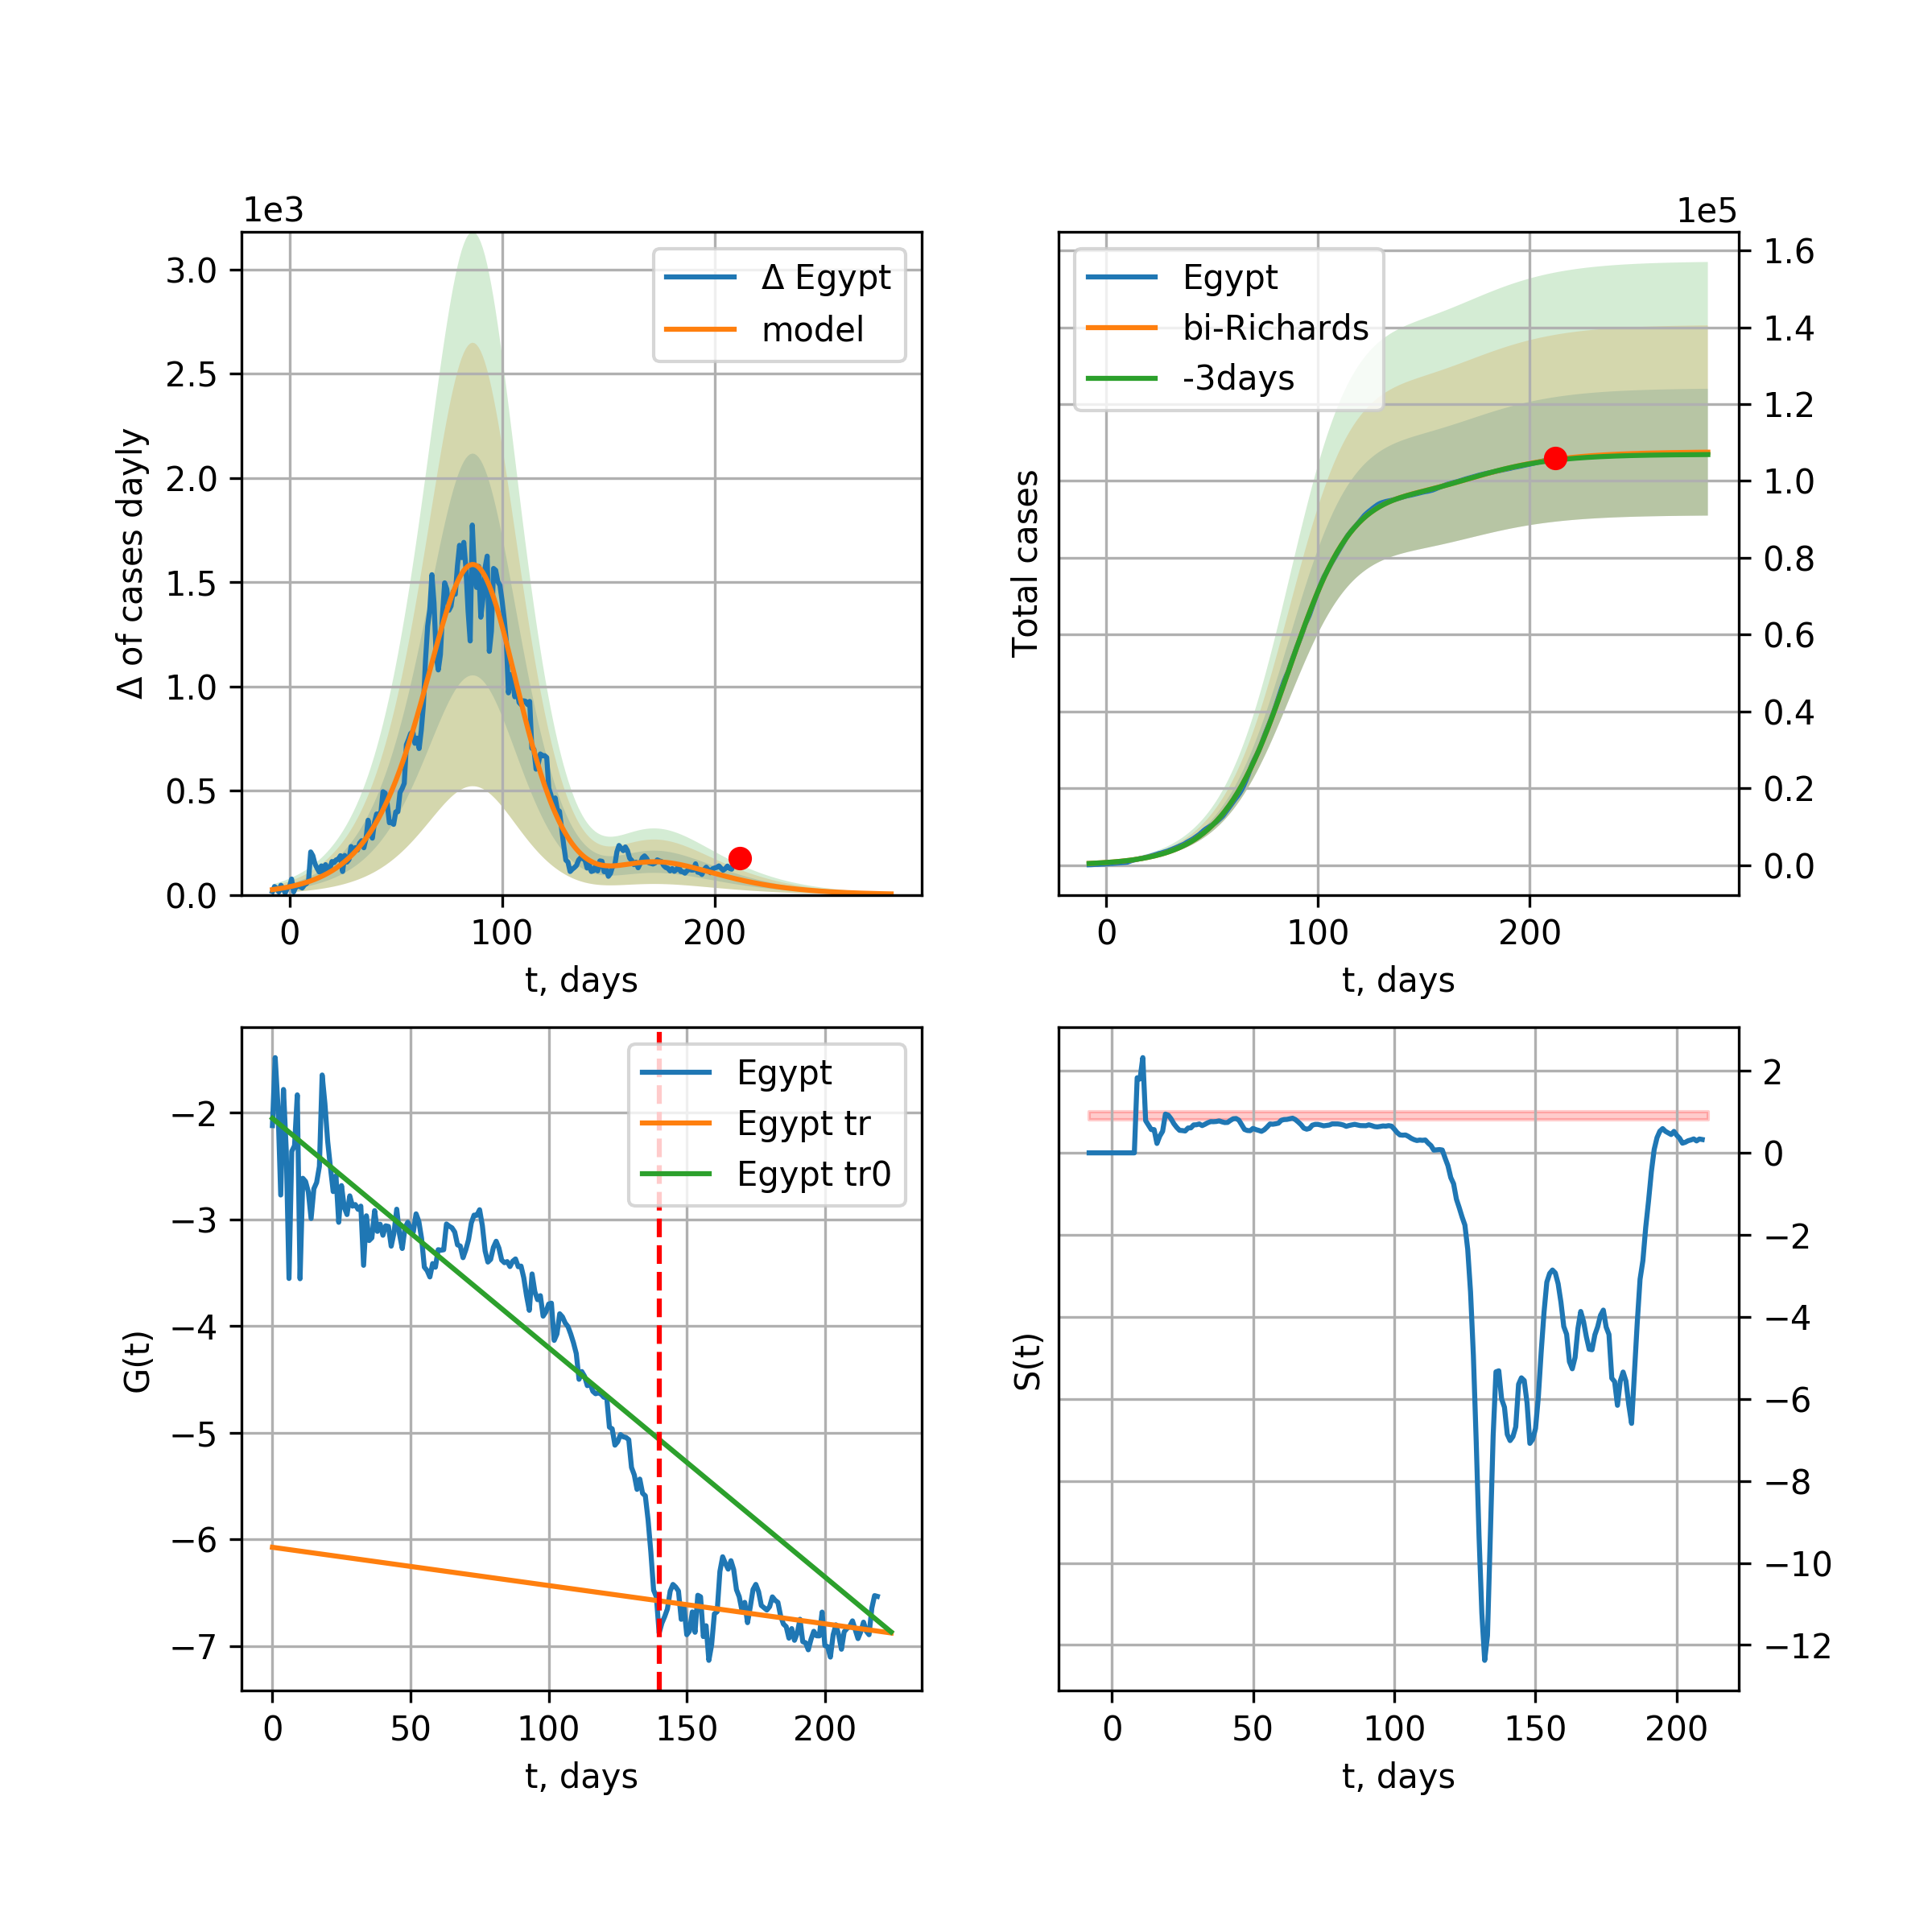 1e3
3.0
2.5
2.0
1.5
1.0
0.5
0.0
Δ of cases dayly
Δ Egypt
model
0 100 200
t, days
1e5
1.6
1.4
1.2
1.0
0.8
0.6
0.4
0.2
0.0
Total cases
Egypt
bi-Richards
-3days
0 100 200
t, days
−2
−3
−4
−5
−6
−7
G(t)
Egypt
Egypt tr
Egypt tr0
0 50 100 150 200
t, days
2
0
−2
−4
−6
−8
−10
−12
S(t)
0 50 100 150 200
t, days